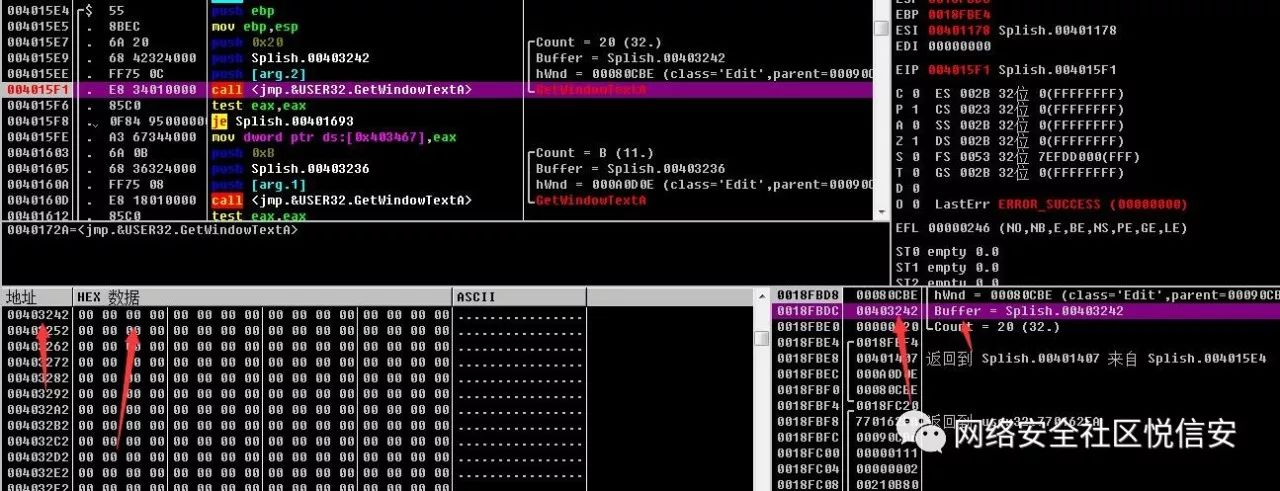 004015E4 ┌$ 55 push ebp
004015E5 . 8BEC mov ebp,esp
004015E7 . 6A 20 push 0x20 ┌Count = 20 (32.)
004015E9 . 68 42324000 push Splish.00403242 Buffer = Splish.00403242
004015EE . FF75 0C push [arg.2] hWnd = 00080CBE (class='Edit',parent=00090C
004015F1 . E8 34010000 call <jmp.&USER32.GetWindowTextA> └GetWindowTextA
004015F6 . 85C0 test eax,eax
004015F8 . 0F84 95000000 je Splish.00401693
004015FE . A3 67344000 mov dword ptr ds:[0x403467],eax
00401603 . 6A 0B push 0xB ┌Count = B (11.)
00401605 . 68 36324000 push Splish.00403236 Buffer = Splish.00403236
0040160A . FF75 08 push [arg.1] hWnd = 000A0D0E (class='Edit',parent=00090C
0040160D . E8 18010000 call <jmp.&USER32.GetWindowTextA> └GetWindowTextA
00401612 . 85C0 test eax,eax
0040172A=<jmp.&USER32.GetWindowTextA>
EBP 0018FBE4
ESI 00401178 Splish.00401178
EDI 00000000
EIP 004015F1 Splish.004015F1
C 0 ES 002B 32位 0(FFFFFFFF)
P 1 CS 0023 32位 0(FFFFFFFF)
A 0 SS 002B 32位 0(FFFFFFFF)
Z 1 DS 002B 32位 0(FFFFFFFF)
S 0 FS 0053 32位 7EFDD000(FFF)
T 0 GS 002B 32位 0(FFFFFFFF)
D 0
O 0 LastErr ERROR_SUCCESS (00000000)
EFL 00000246 (NO,NB,E,BE,NS,PE,GE,LE)
ST0 empty 0.0
ST1 empty 0.0
ST2 empty 0.0
地址 HEX 数据 ASCII
00403242 00 00 00 00 00 00 00 00 00 00 00 00 00 00 00 00 ................
00403252 00 00 00 00 00 00 00 00 00 00 00 00 00 00 00 00 ................
00403262 00 00 00 00 00 00 00 00 00 00 00 00 00 00 00 00 ................
00403272 00 00 00 00 00 00 00 00 00 00 00 00 00 00 00 00 ................
00403282 00 00 00 00 00 00 00 00 00 00 00 00 00 00 00 00 ................
00403292 00 00 00 00 00 00 00 00 00 00 00 00 00 00 00 00 ................
004032A2 00 00 00 00 00 00 00 00 00 00 00 00 00 00 00 00 ................
004032B2 00 00 00 00 00 00 00 00 00 00 00 00 00 00 00 00 ................
004032C2 00 00 00 00 00 00 00 00 00 00 00 00 00 00 00 00 ................
004032D2 00 00 00 00 00 00 00 00 00 00 00 00 00 00 00 00 ................
004032E2 00 00 00 00 00 00 00 00 00 00 00 00 00 00 00 00 ................
0018FBD8 00080CBE hWnd = 00080CBE (class='Edit',parent=00090CB
0018FBDC 00403242 Buffer = Splish.00403242
0018FBE0 00000020 └Count = 20 (32.)
0018FBE4 ┌0018FBF4
0018FBE8 00401407 返回到 Splish.00401407 来自 Splish.004015E4
0018FBEC 000A0D0E
0018FBF0 00080CBE
0018FBF4 └0018FC20
0018FBF8 返回到
0018FBFC
0018FC00 00000111
0018FC04 00000002
0018FC08 00210B80
网络安全社区悦信安